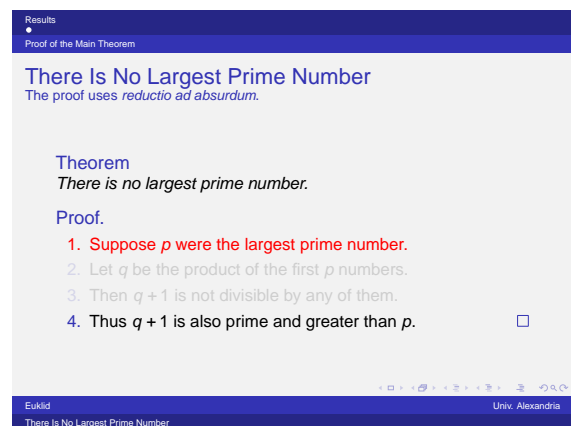 Results
Proof of the Main Theorem
There Is No Largest Prime Number
The proof uses reductio ad absurdum.
Theorem
There is no largest prime number.
Proof.
1. Suppose p were the largest prime number.
2. Let q be the product of the first p numbers.
3. Then q + 1 is not divisible by any of them.
4. Thus q + 1 is also prime and greater than p. □
Euklid Univ. Alexandria
There Is No Largest Prime Number